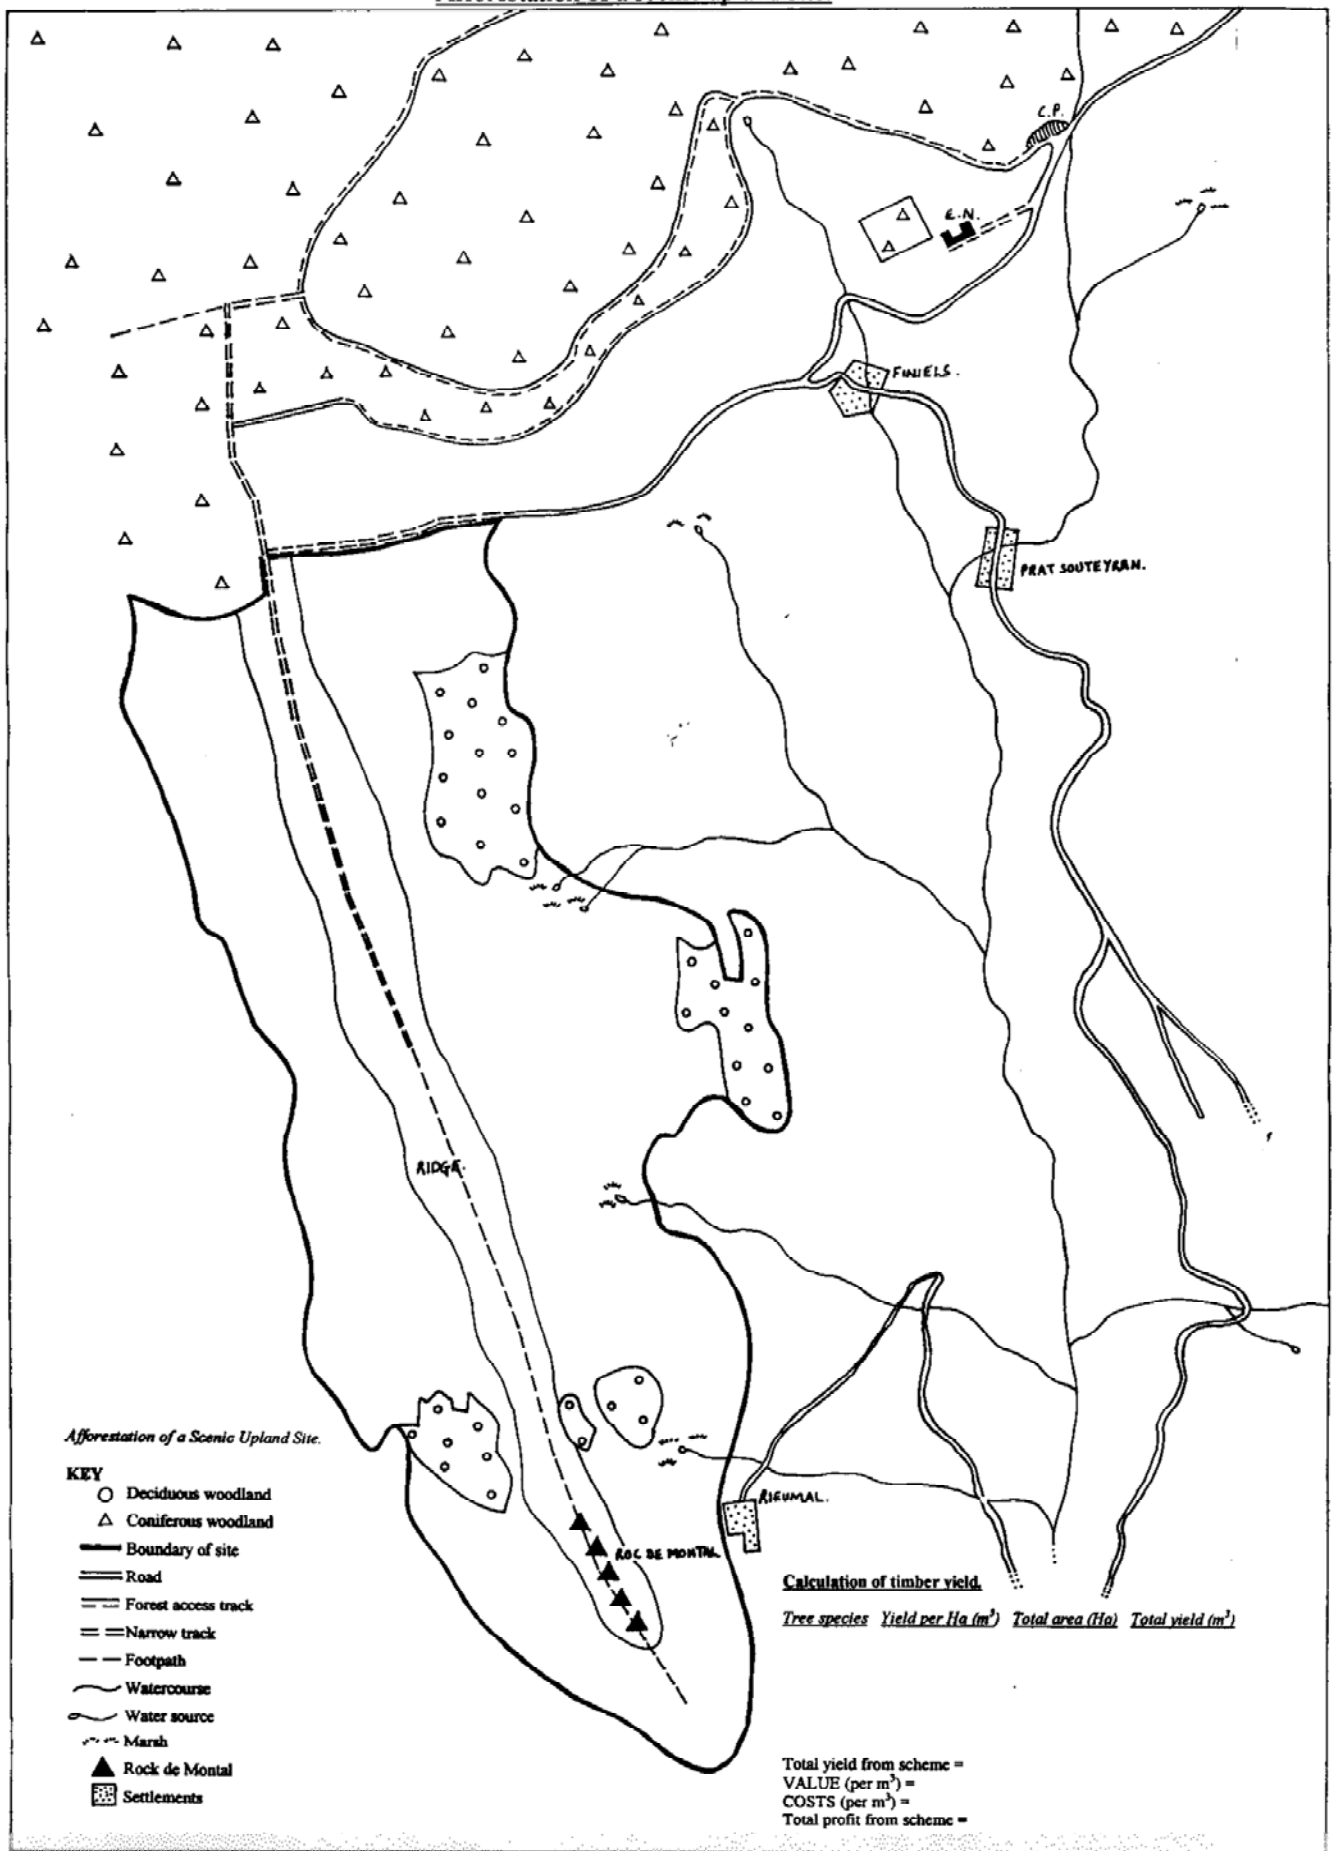 C.P.
E.N.
FINIELS.
PRAT SOUTEYRAN.
RIDGE.
RIEUMAL.
ROC DE MONTAL
Afforestation of a Scenic Upland Site.
KEY
Deciduous woodland
Coniferous woodland
Boundary of site
Road
Forest access track
Narrow track
Footpath
Watercourse
Water source
Marsh
Rock de Montal
Settlements
Calculation of timber yield.
Tree species Yield per Ha (m³) Total area (Ha) Total yield (m³)
Total yield from scheme =
VALUE (per m³) =
COSTS (per m³) =
Total profit from scheme =